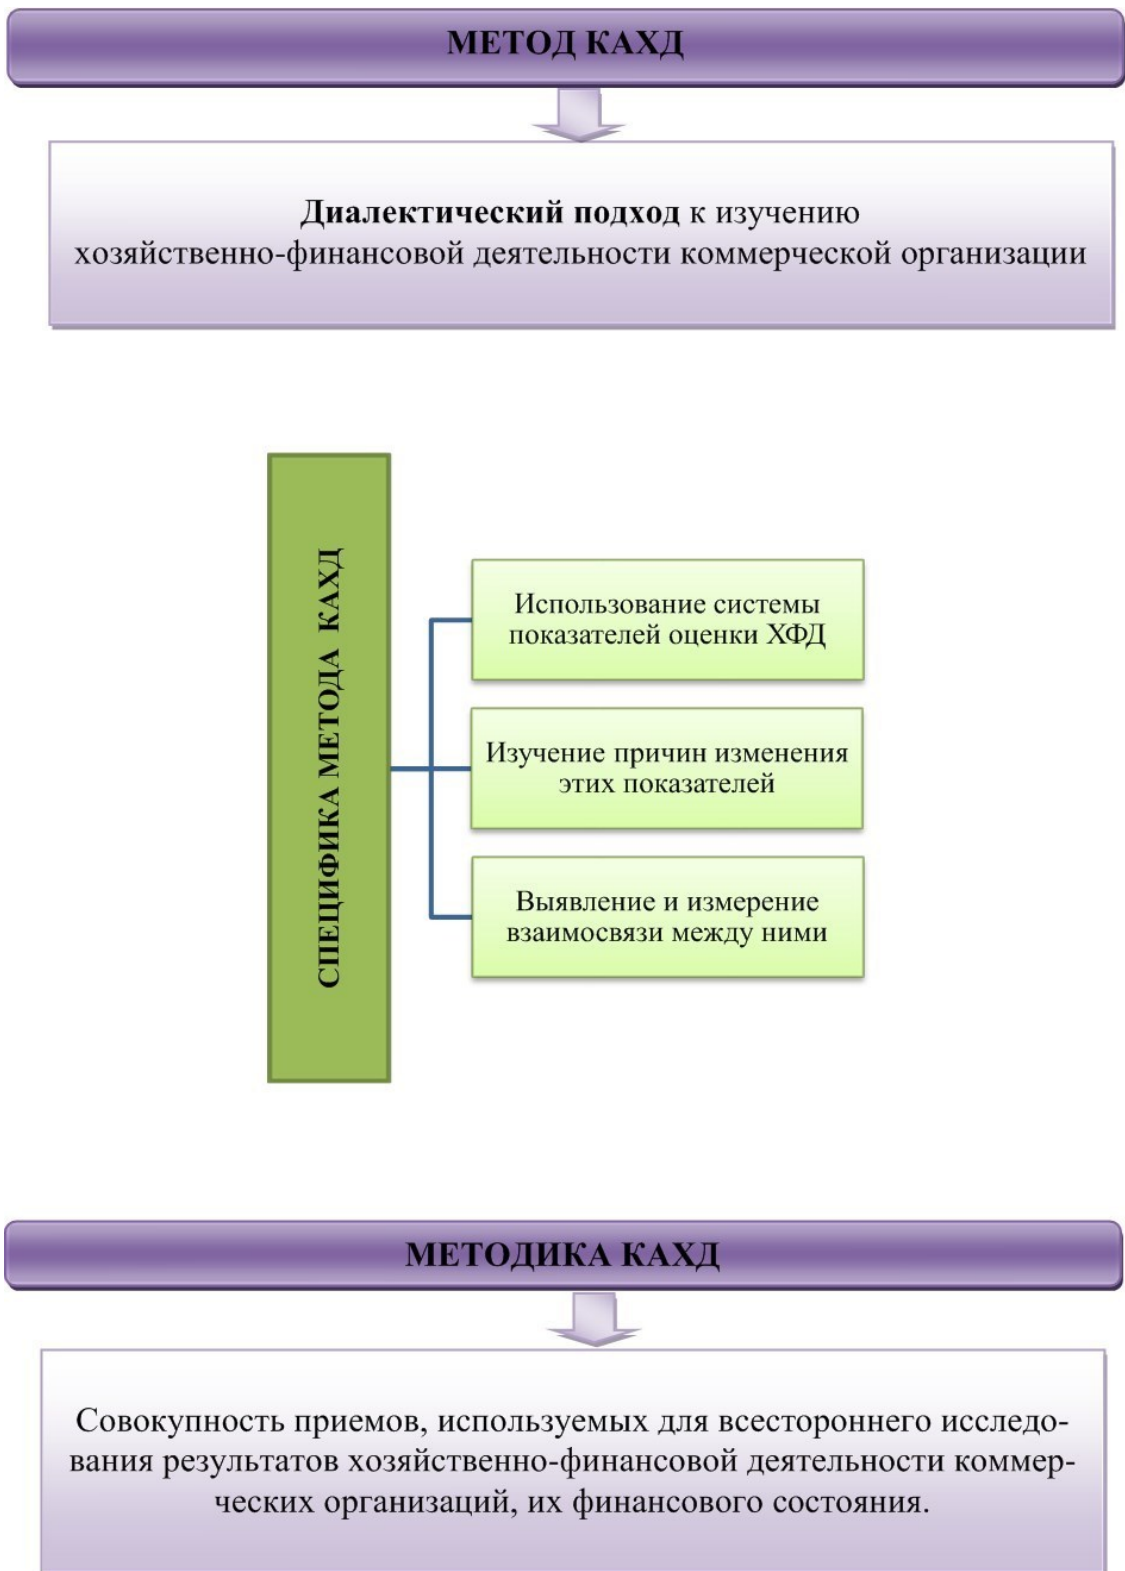 МЕТОД КАХД
Диалектический подход к изучению
хозяйственно-финансовой деятельности коммерческой организации
СПЕЦИФИКА МЕТОДА КАХД
Использование системы
показателей оценки ХФД
Изучение причин изменения
этих показателей
Выявление и измерение
взаимосвязи между ними
МЕТОДИКА КАХД
Совокупность приемов, используемых для всестороннего исследо-
вания результатов хозяйственно-финансовой деятельности коммер-
ческих организаций, их финансового состояния.